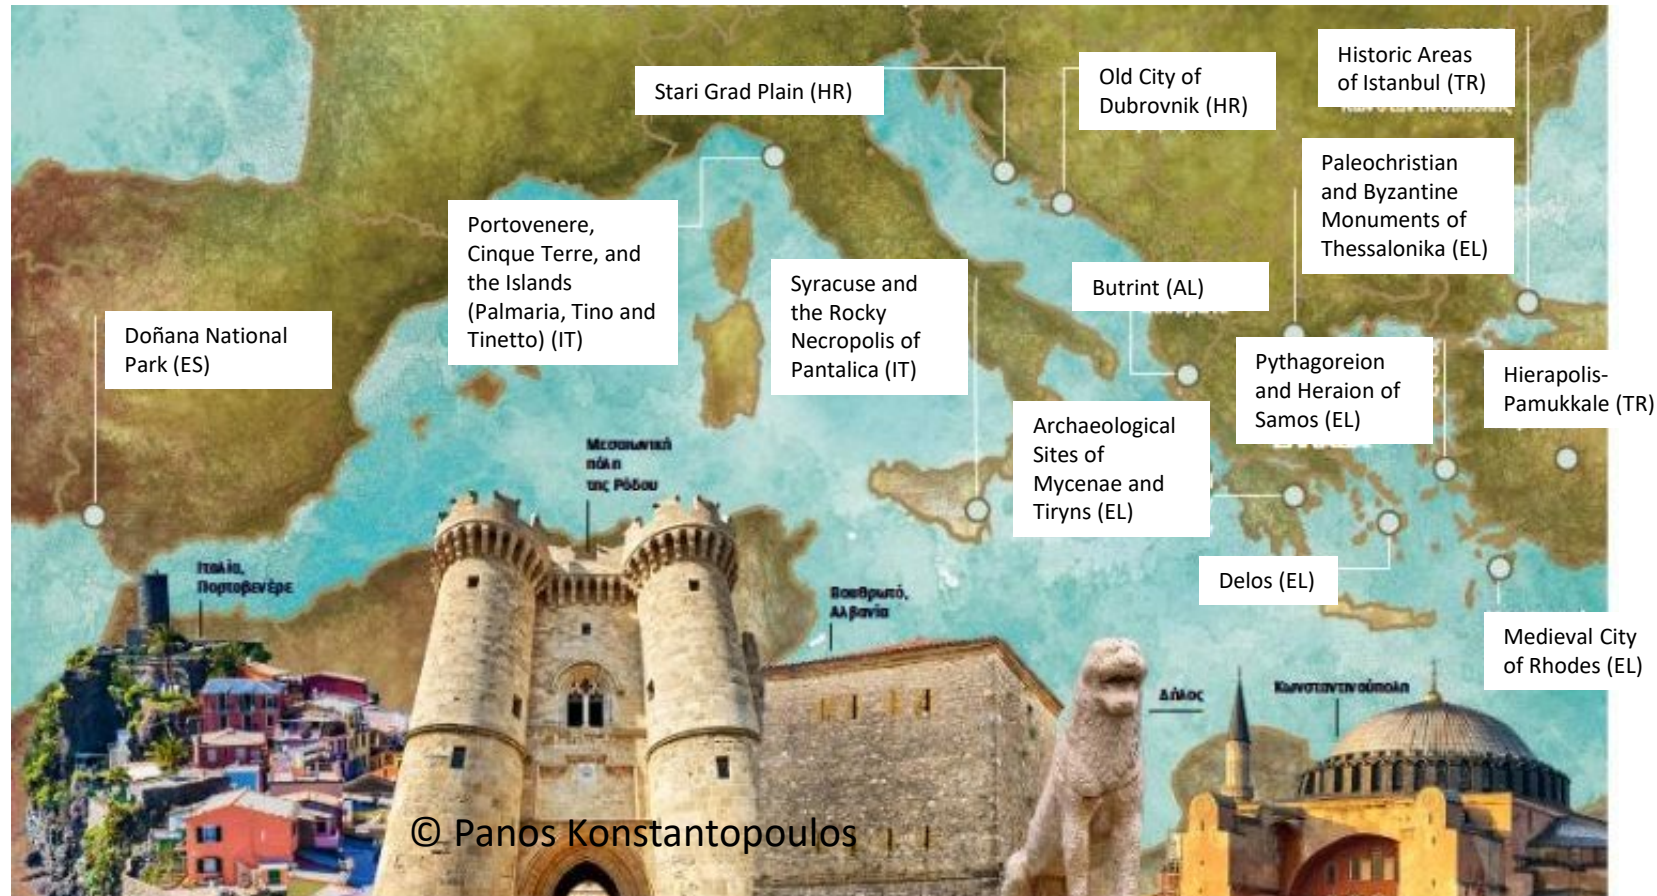 Stari Grad Plain (HR)
Old City of
Dubrovnik (HR)
Historic Areas
of Istanbul (TR)
Paleochristian
and Byzantine
Monuments of
Thessalonika (EL)
Portovenere,
Cinque Terre, and
the Islands
(Palmaria, Tino and
Tinetto) (IT)
Syracuse and
the Rocky
Necropolis of
Pantalica (IT)
Butrint (AL)
Doñana National
Park (ES)
Pythagoreion
and Heraion of
Samos (EL)
Hierapolis-
Pamukkale (TR)
Archaeological
Sites of
Mycenae and
Tiryns (EL)
Delos (EL)
Medieval City
of Rhodes (EL)
Μεσαιωνική
πόλη
της Ρόδου
Ιταλία,
Πορτοβενέρε
Βουθρωτό,
Αλβανία
Δήλος
Κωνσταντινούπολη
© Panos Konstantopoulos